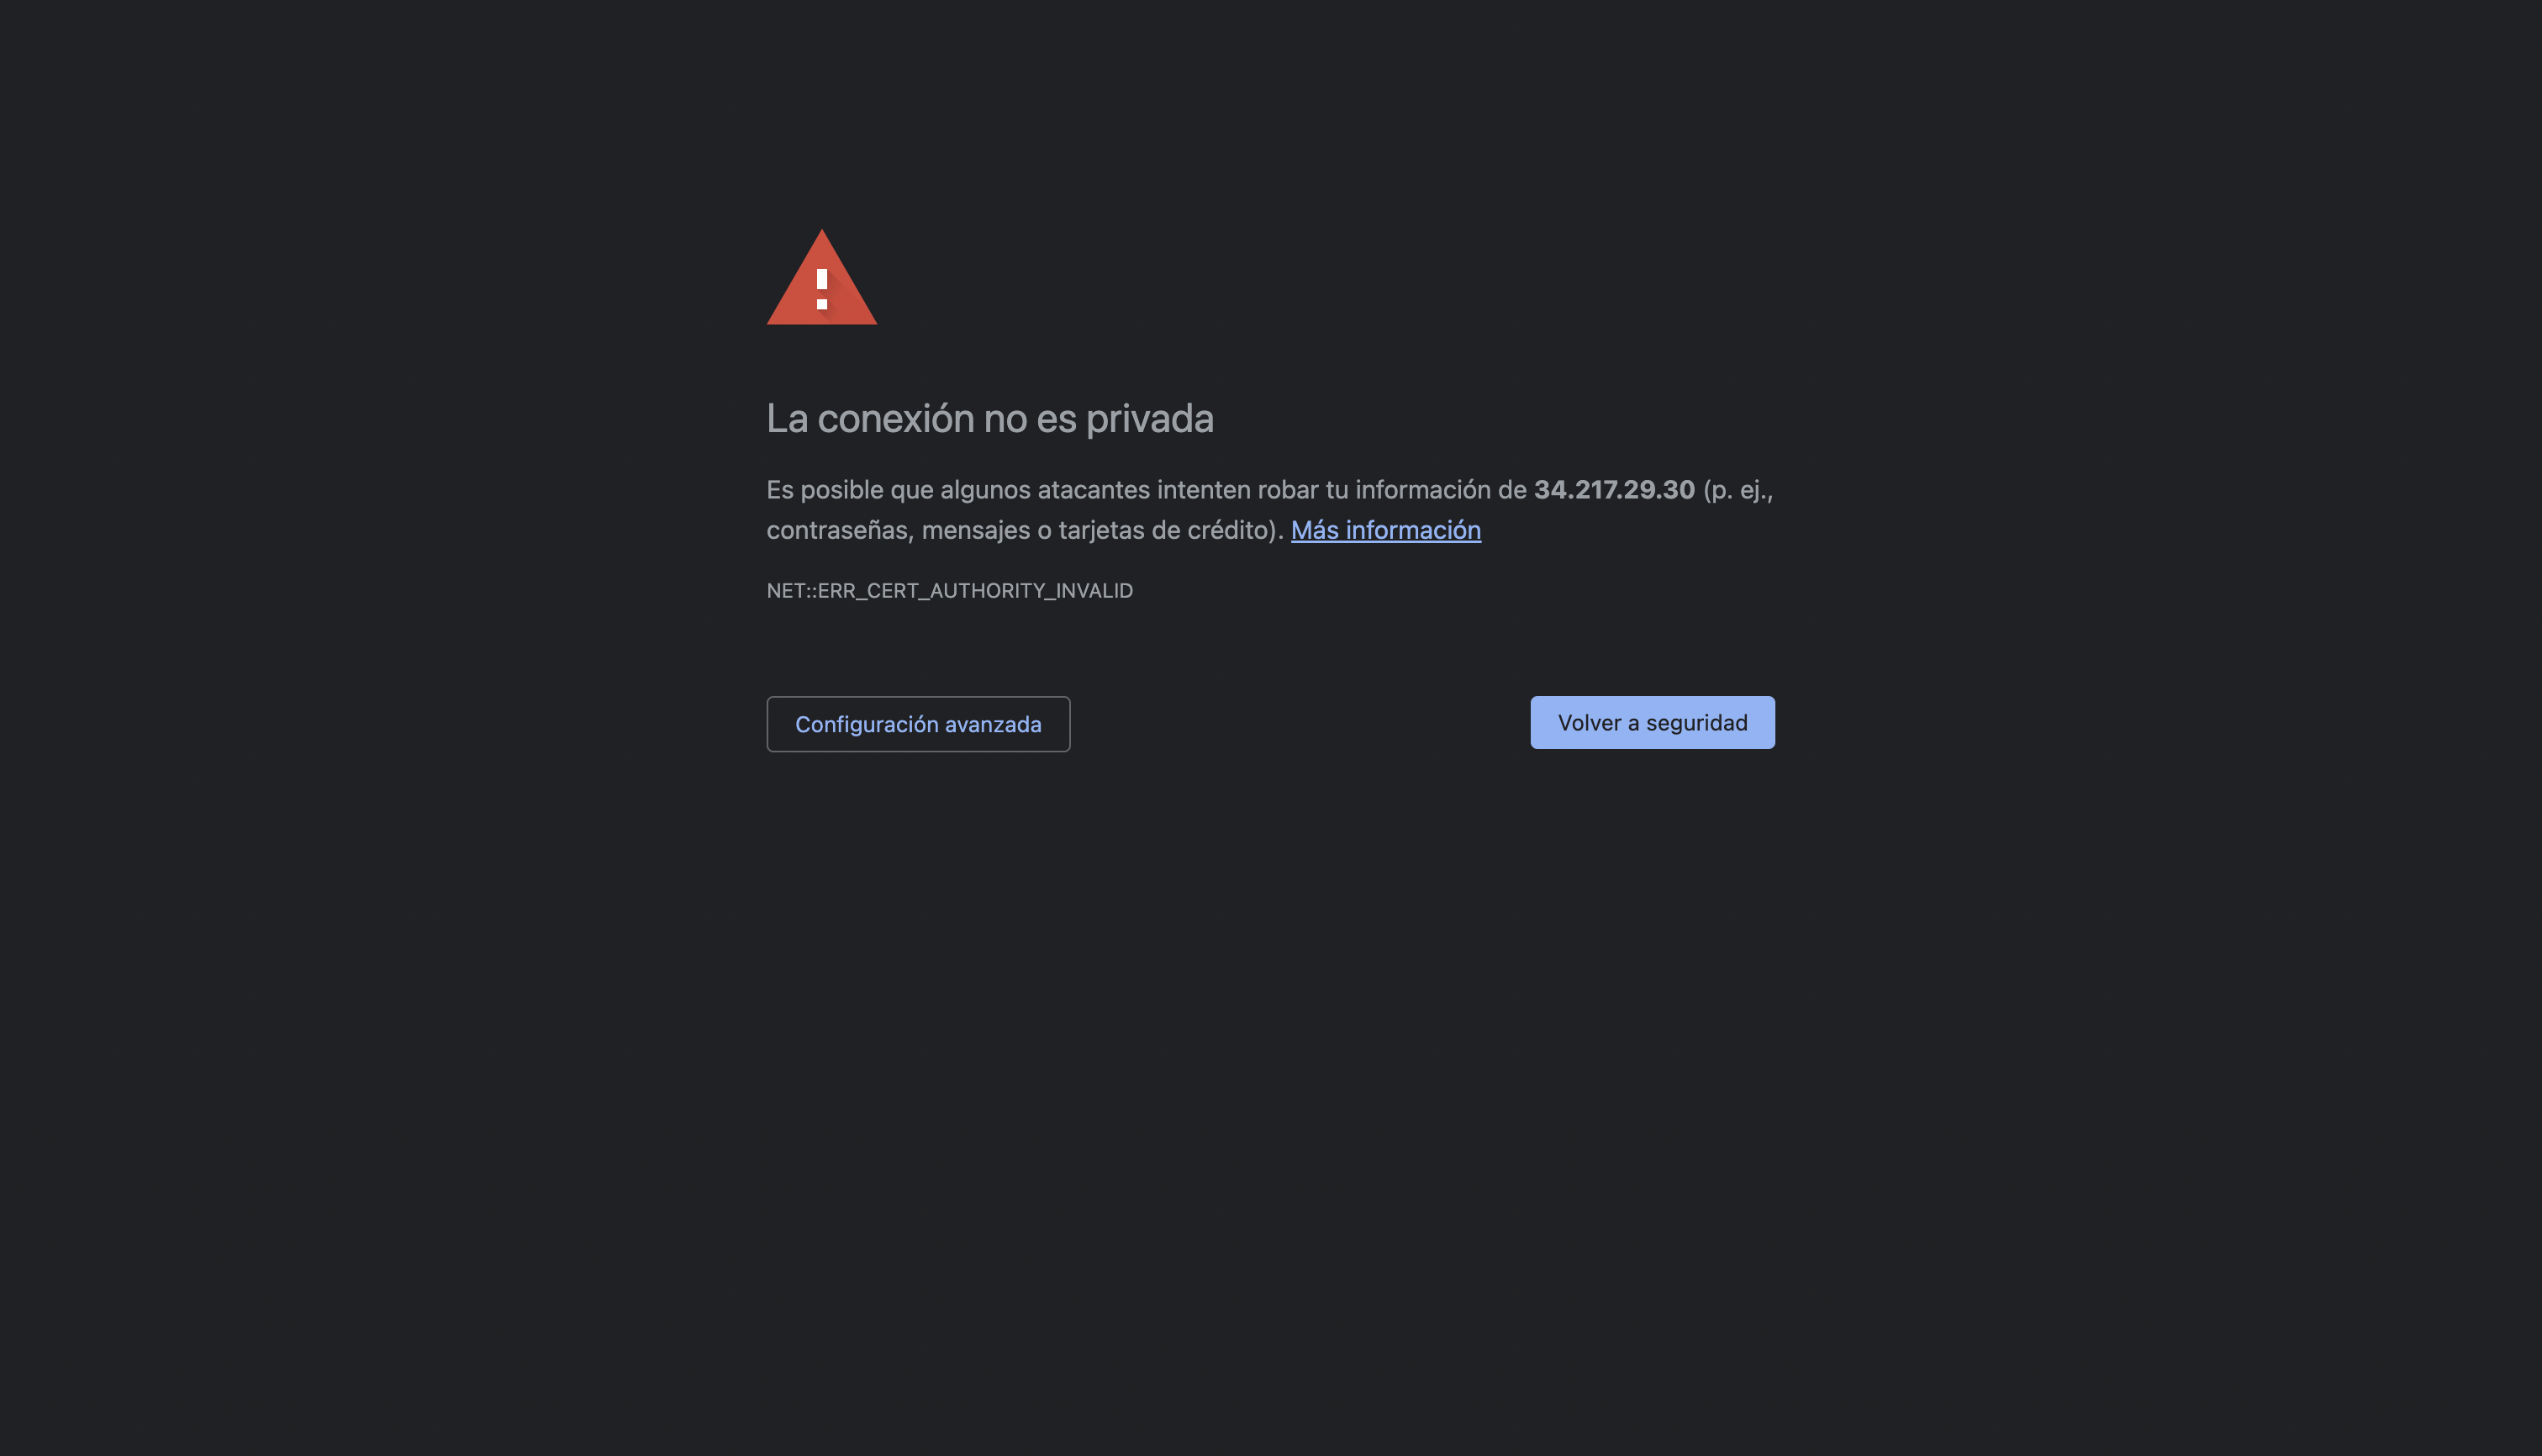 La conexión no es privada
Es posible que algunos atacantes intenten robar tu información de 34.217.29.30 (p. ej.,
contraseñas, mensajes o tarjetas de crédito). Más información
NET::ERR_CERT_AUTHORITY_INVALID
Configuración avanzada
Volver a seguridad